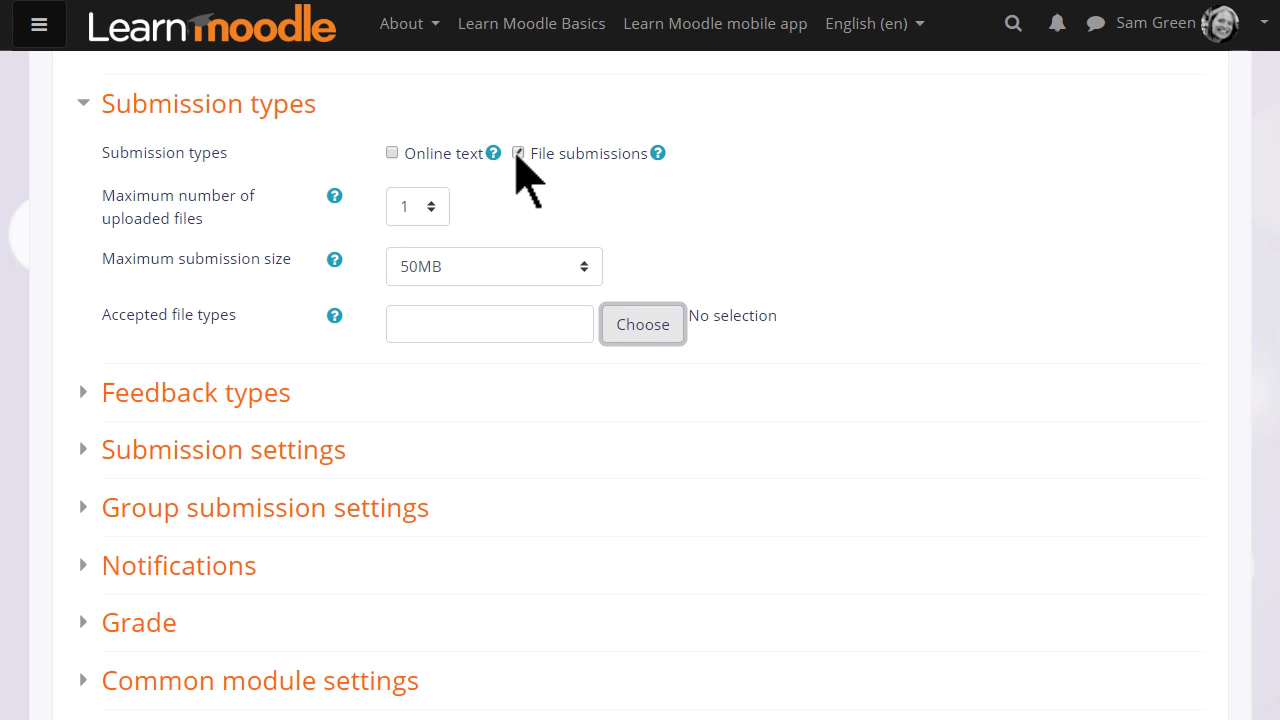 Learn moodle About Learn Moodle Basics Learn Moodle mobile app English (en) Sam Green
Submission types
Submission types Online text ? File submissions ?
Maximum number of uploaded files ? 1
Maximum submission size ? 50MB
Accepted file types ? Choose No selection
Feedback types
Submission settings
Group submission settings
Notifications
Grade
Common module settings